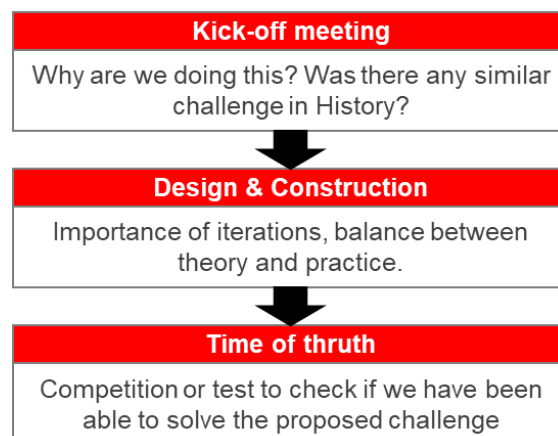 Kick-off meeting
Why are we doing this? Was there any similar
challenge in History?
Design & Construction
Importance of iterations, balance between
theory and practice.
Time of thruth
Competition or test to check if we have been
able to solve the proposed challenge